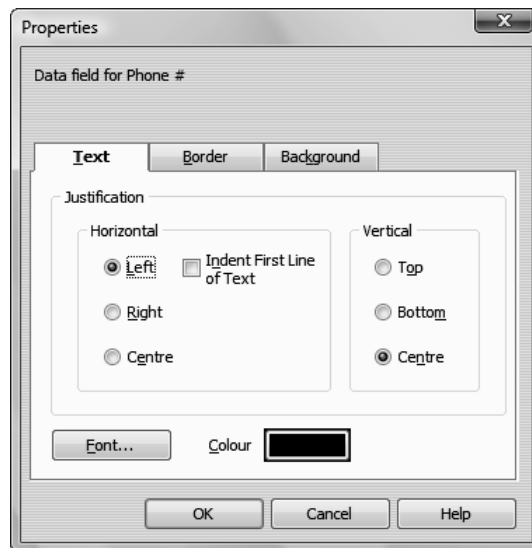 Properties
X
Data field for Phone #
Text Border Background
Justification
Horizontal Vertical
Left Indent First Line of Text Top
Right Bottom
Centre Centre
Font... Colour
OK Cancel Help